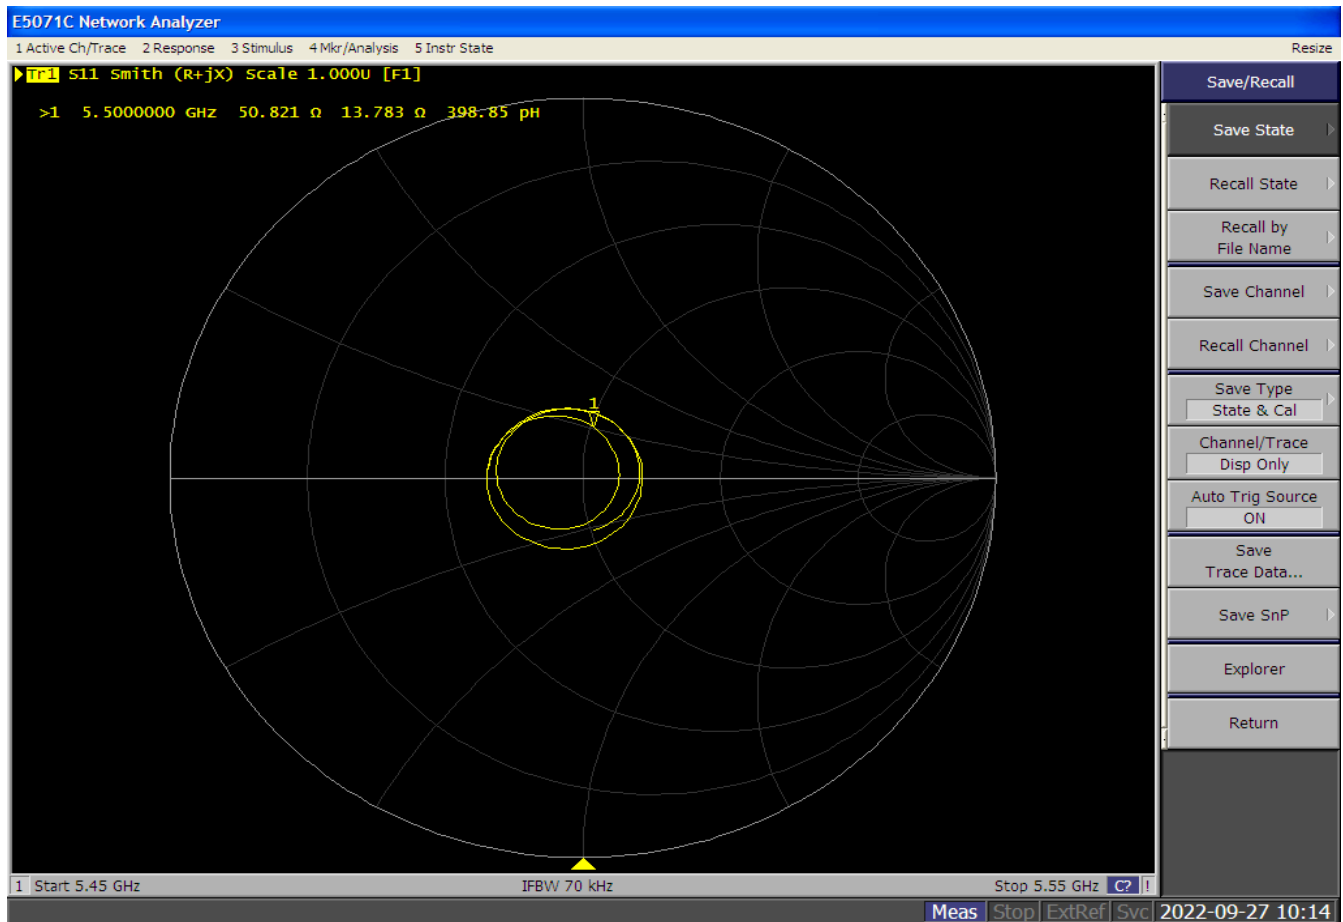 E5071C Network Analyzer
1 Active Ch/Trace 2 Response 3 Stimulus 4 Mkr/Analysis 5 Instr State Resize
Tr1 S11 Smith (R+jX) Scale 1.000U [F1]
>1 5.5000000 GHz 50.821 Ω 13.783 Ω 398.85 pH
1
Save/Recall
Save State
Recall State
Recall by
File Name
Save Channel
Recall Channel
Save Type
State & Cal
Channel/Trace
Disp Only
Auto Trig Source
ON
Save
Trace Data...
Save SnP
Explorer
Return
1 Start 5.45 GHz IFBW 70 kHz Stop 5.55 GHz C? !
Meas Stop ExtRef Svc 2022-09-27 10:14